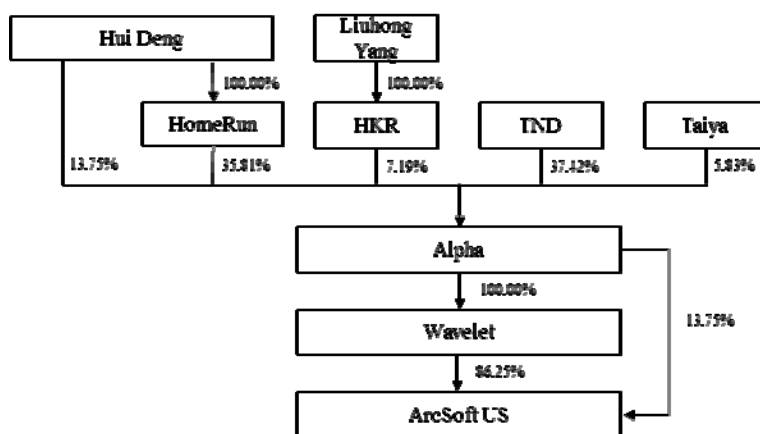 Hui Deng
Liuhong
Yang
100.00%
100.00%
HomeRun
HKR
TND
Taiya
13.75%
35.81%
7.19%
37.42%
5.83%
Alpha
100.00%
13.75%
Wavelet
86.25%
ArcSoft US